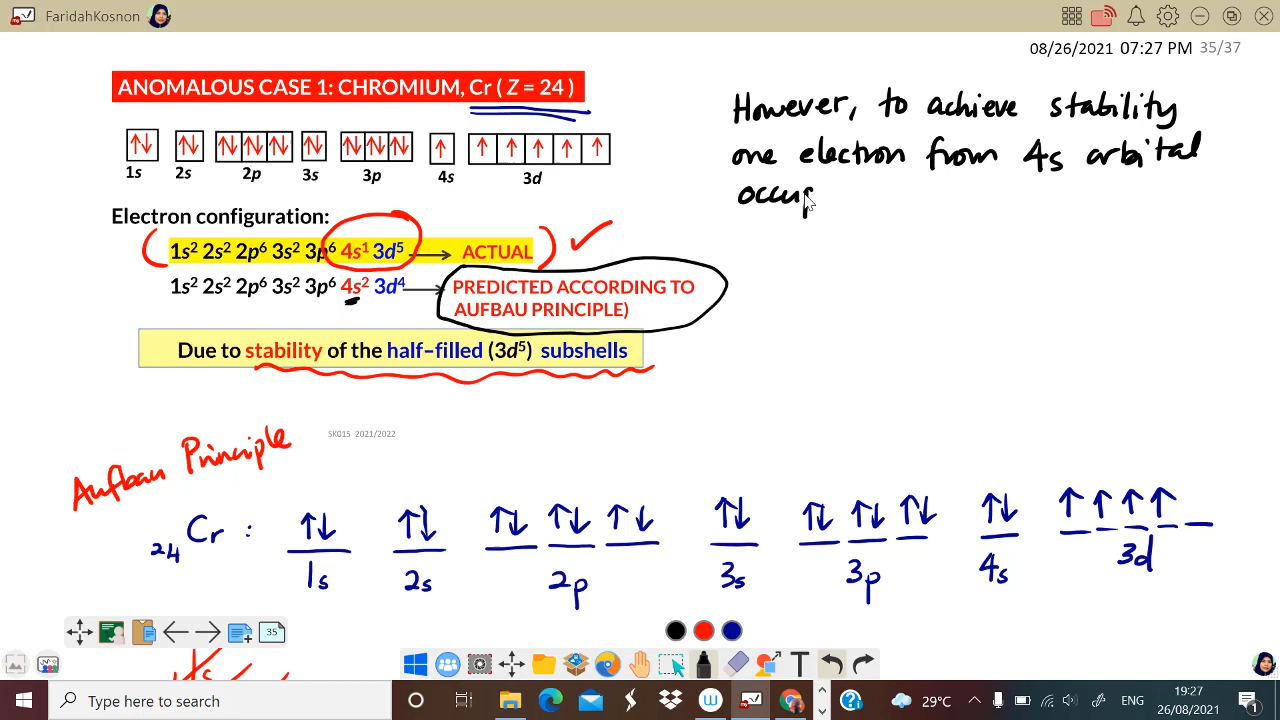 FaridahKosnon
08/26/2021 07:27 PM 35/37
ANOMALOUS CASE 1: CHROMIUM, Cr ( Z = 24 )
However, to achieve stability
one electron from 4s orbital
occup
↑↓ ↑↓ ↑↓ ↑↓ ↑↓ ↑↓ ↑↓ ↑↓ ↑↓ ↑ ↑ ↑ ↑ ↑ ↑
1s 2s 2p 3s 3p 4s 3d
Electron configuration:
1s² 2s² 2p⁶ 3s² 3p⁶ 4s¹ 3d⁵ → ACTUAL
1s² 2s² 2p⁶ 3s² 3p⁶ 4s² 3d⁴ → PREDICTED ACCORDING TO
AUFBAU PRINCIPLE)
Due to stability of the half–filled (3d⁵) subshells
SK015 2021/2022
Aufbau Principle
₂₄Cr : ↑↓ ↑↓ ↑↓ ↑↓ ↑↓ ↑↓ ↑↓ ↑↓ ↑↓ ↑↓ ↑ ↑ ↑ ↑
1s 2s 2p 3s 3p 4s 3d
35
Type here to search
29°C
ENG
19:27
26/08/2021
1